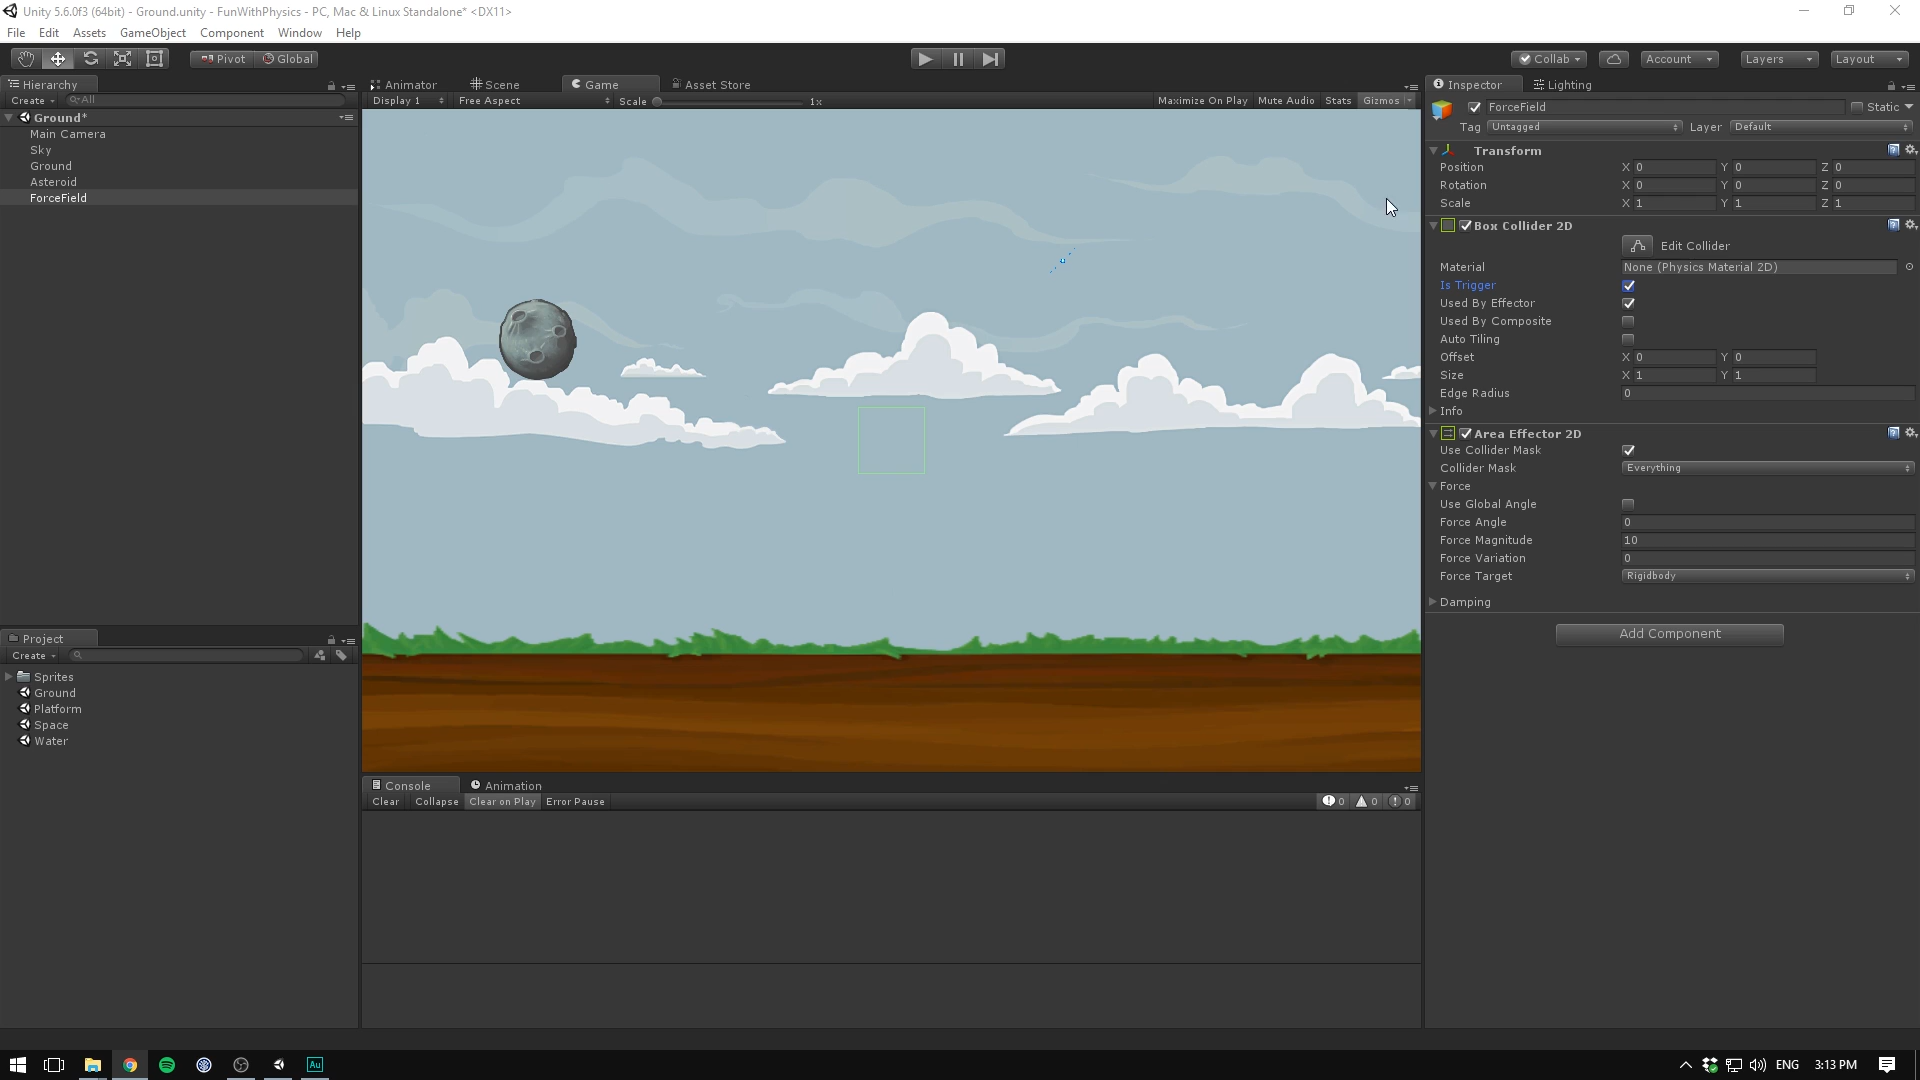 Unity 5.6.0f3 (64bit) - Ground.unity - FunWithPhysics - PC, Mac & Linux Standalone* <DX11>
File Edit Assets GameObject Component Window Help
Pivot Global Collab Account Layers Layout
Hierarchy
Create All
Ground*
Main Camera
Sky
Ground
Asteroid
ForceField
Project
Create
Sprites
Ground
Platform
Space
Water
Animator Scene Game Asset Store
Display 1 Free Aspect Scale 1x Maximize On Play Mute Audio Stats Gizmos
Console Animation
Clear Collapse Clear on Play Error Pause 0 0 0
Inspector Lighting
ForceField Static
Tag Untagged Layer Default
Transform
Position X 0 Y 0 Z 0
Rotation X 0 Y 0 Z 0
Scale X 1 Y 1 Z 1
Box Collider 2D
Edit Collider
Material None (Physics Material 2D)
Is Trigger
Used By Effector
Used By Composite
Auto Tiling
Offset X 0 Y 0
Size X 1 Y 1
Edge Radius 0
Info
Area Effector 2D
Use Collider Mask
Collider Mask Everything
Force
Use Global Angle
Force Angle 0
Force Magnitude 10
Force Variation 0
Force Target Rigidbody
Damping
Add Component
Au
ENG 3:13 PM